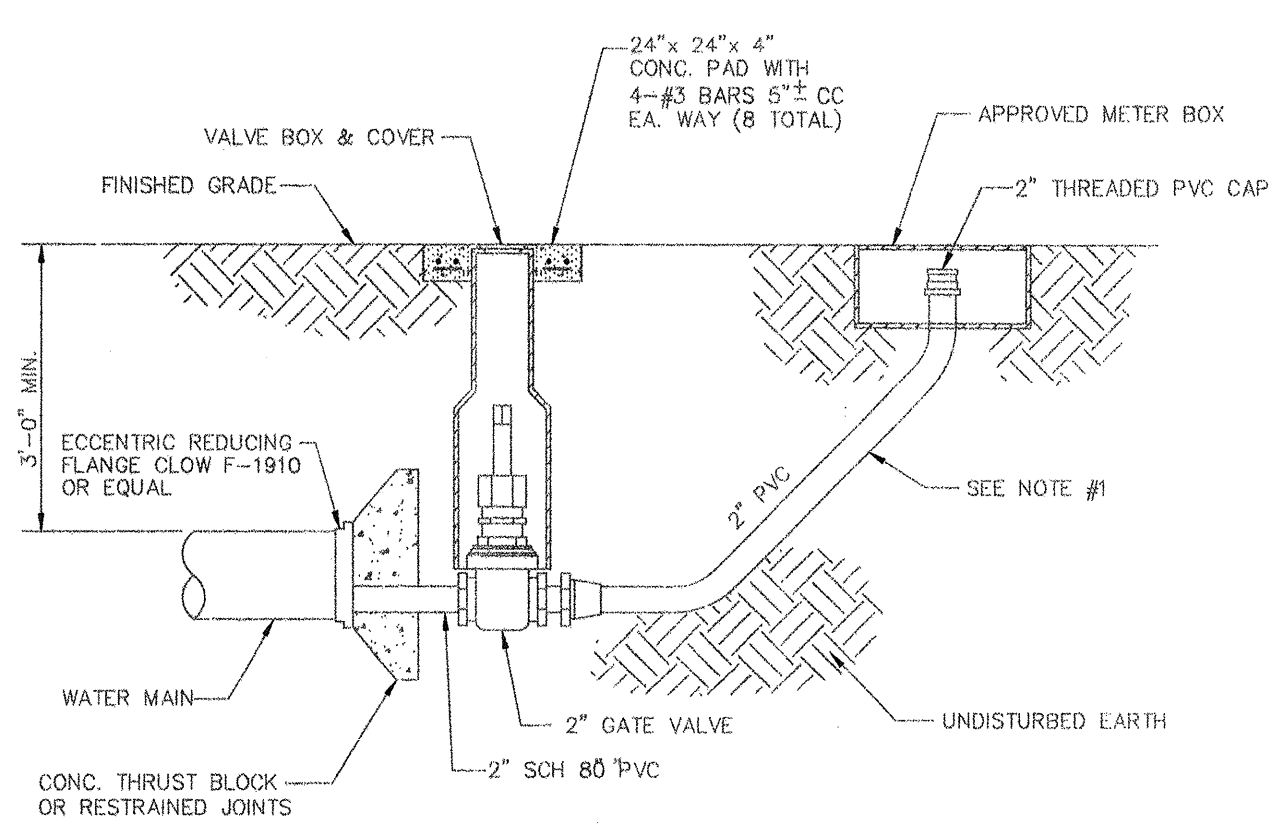 24"x 24"x 4"
CONC. PAD WITH
4-#3 BARS 6"± CC
EA. WAY (8 TOTAL)
APPROVED METER BOX
VALVE BOX & COVER
FINISHED GRADE
2" THREADED PVC CAP
3'-0" MIN.
ECCENTRIC REDUCING
FLANGE CLOW F-1910
OR EQUAL
2" PVC
SEE NOTE #1
WATER MAIN
2" GATE VALVE
UNDISTURBED EARTH
2" SCH 80 PVC
CONC. THRUST BLOCK
OR RESTRAINED JOINTS